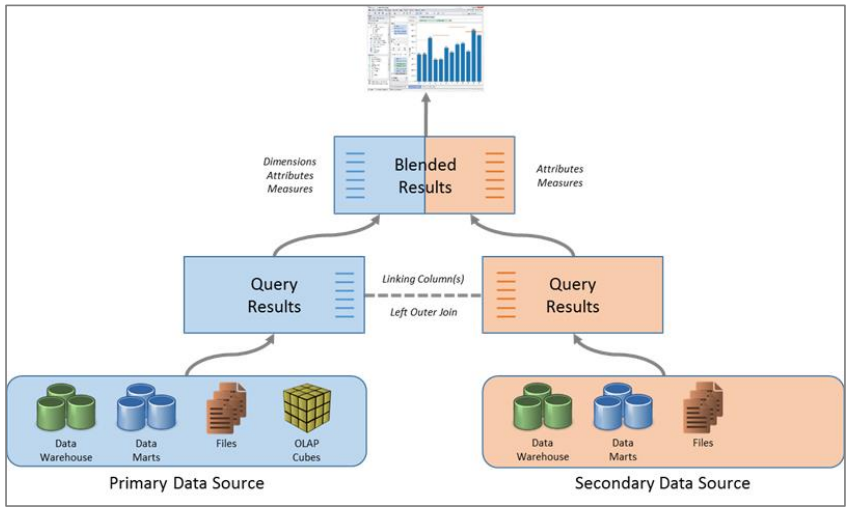 Dimensions
Attributes
Measures
Blended
Results
Attributes
Measures
Query
Results
Linking Column(s)
Left Outer Join
Query
Results
Data
Warehouse
Data
Marts
Files
OLAP
Cubes
Primary Data Source
Data
Warehouse
Data
Marts
Files
Secondary Data Source